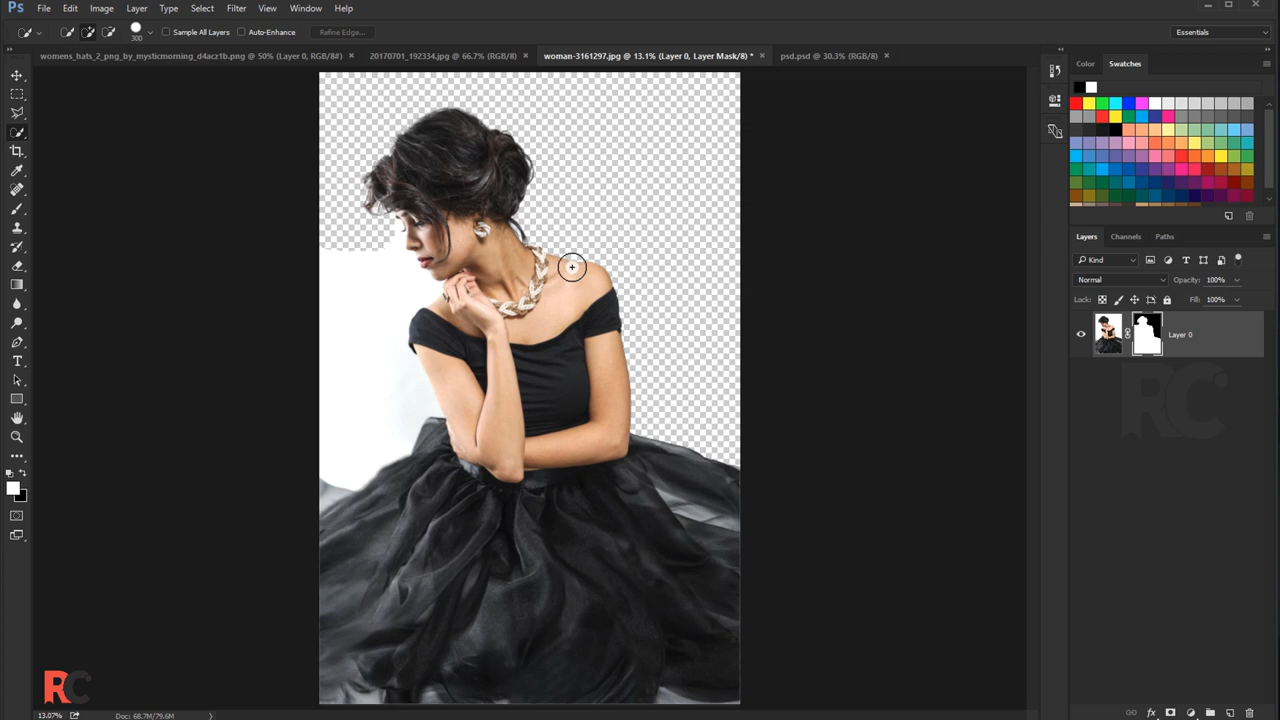 Ps File Edit Image Layer Type Select Filter View Window Help
300 Sample All Layers Auto-Enhance Refine Edge... Essentials
womens_hats_2_png_by_mysticmorning_d4acz1b.png @ 50% (Layer 0, RGB/8#) × 20170701_192334.jpg @ 66.7% (RGB/8) × woman-3161297.jpg @ 13.1% (Layer 0, Layer Mask/8) * × psd.psd @ 30.3% (RGB/8) ×
Color Swatches
Layers Channels Paths
Kind
Normal Opacity: 100%
Lock: Fill: 100%
Layer 0
RC
RC
13.07% Doc: 68.7M/79.6M